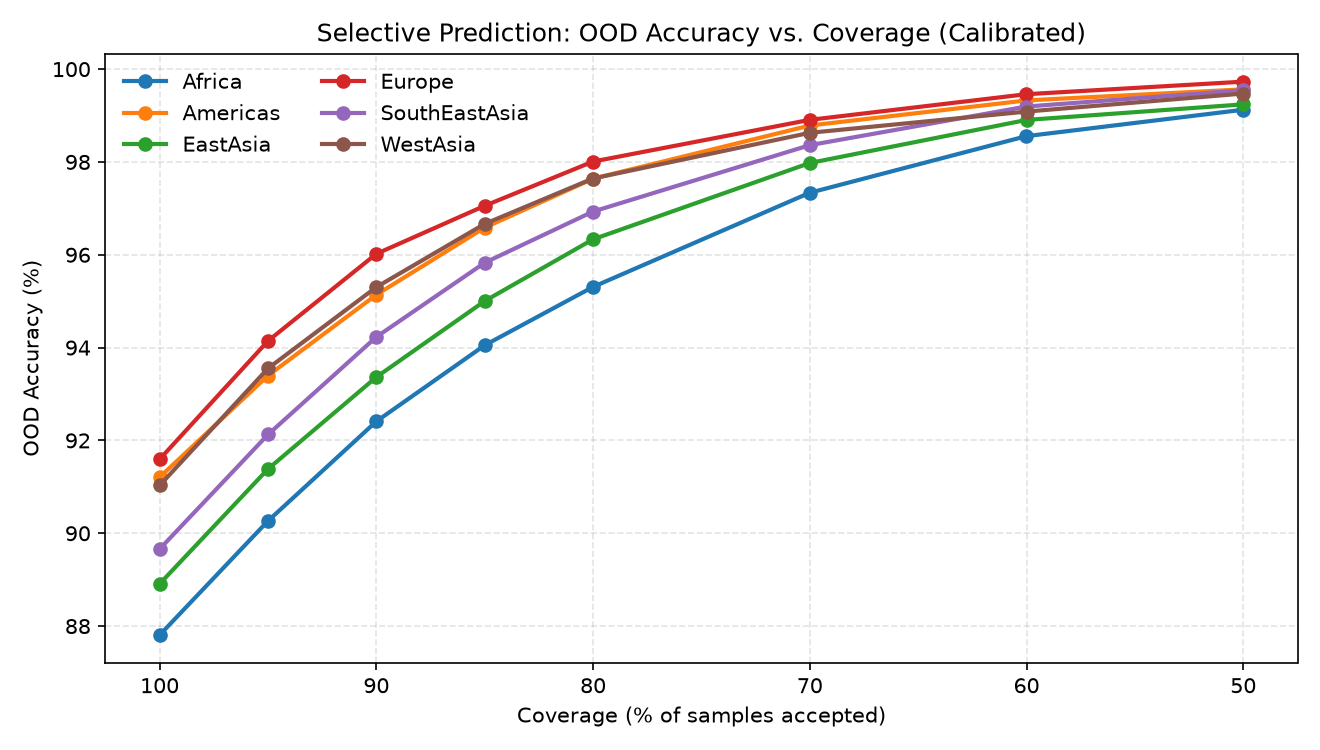 Selective Prediction: OOD Accuracy vs. Coverage (Calibrated)
100
98
96
94
92
90
88
OOD Accuracy (%)
Africa
Americas
EastAsia
Europe
SouthEastAsia
WestAsia
100 90 80 70 60 50
Coverage (% of samples accepted)